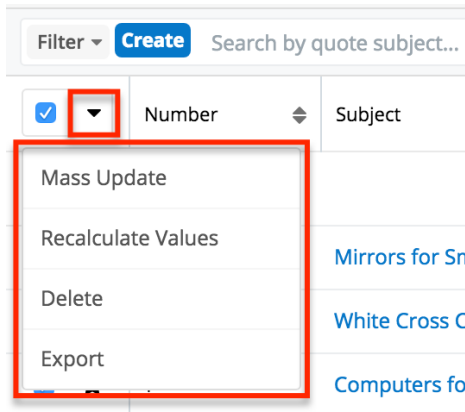 Filter Create Search by quote subject...
Number Subject
Mass Update
Recalculate Values
Mirrors for Sm
Delete
White Cross C
Export
Computers fo